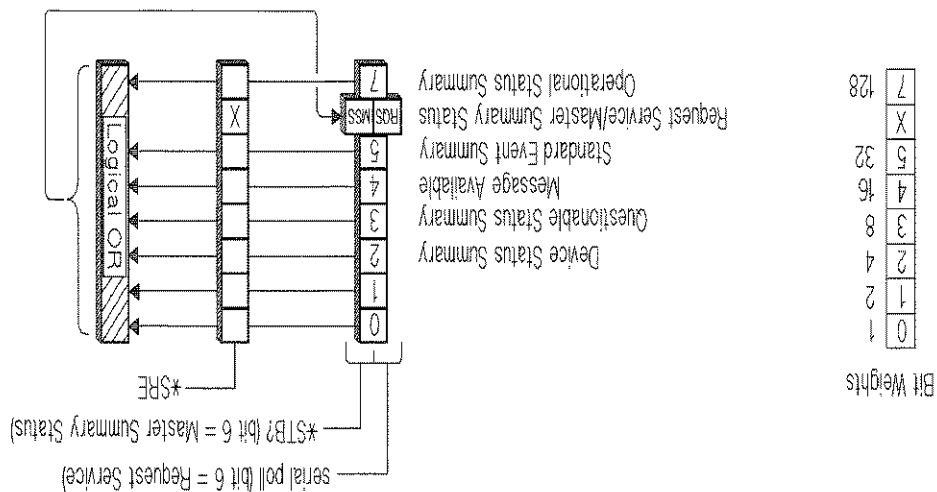 serial poll (bit 6 = Request Service)
*STB? (bit 6 = Master Summary Status)
*SRE
Bit Weights
0 1
1 2
2 4
3 8
4 16
5 32
X
7 128
Device Status Summary
Questionable Status Summary
Message Available
Standard Event Summary
Request Service/Master Summary Status
Operational Status Summary
0
1
2
3
4
5
RQS MSS
7
X
Logical OR